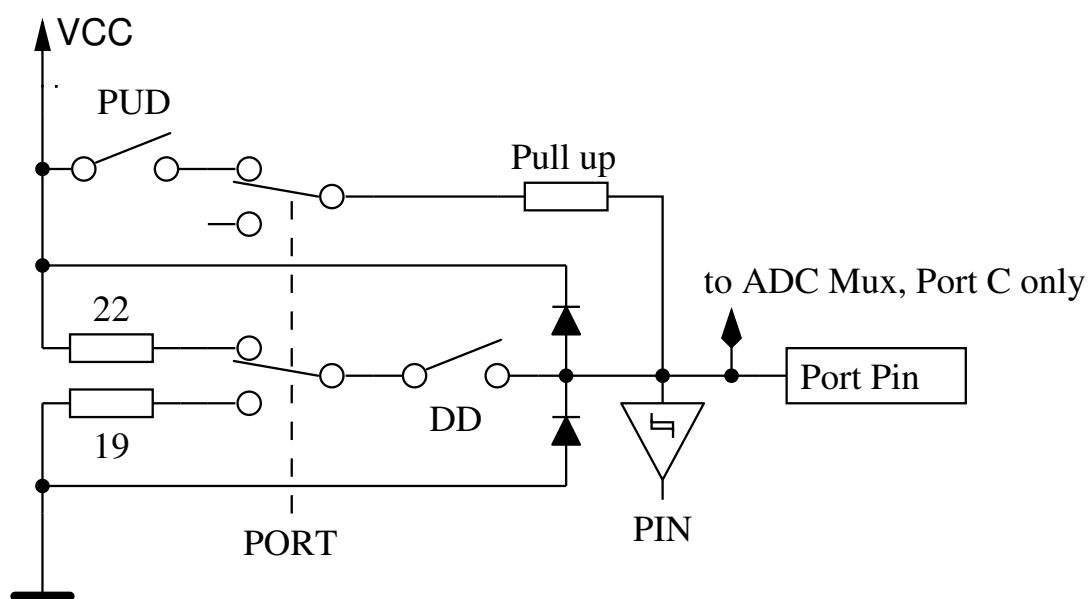 VCC
PUD
Pull up
to ADC Mux, Port C only
22
Port Pin
DD
19
PIN
PORT